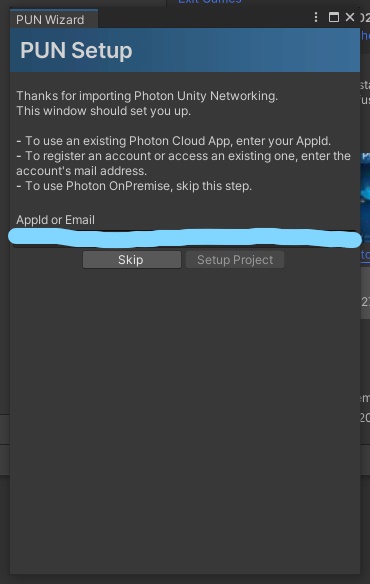 Exit Games
PUN Wizard
PUN Setup
Thanks for importing Photon Unity Networking.
This window should set you up.
- To use an existing Photon Cloud App, enter your AppId.
- To register an account or access an existing one, enter the
account's mail address.
- To use Photon OnPremise, skip this step.
AppId or Email
Skip
Setup Project